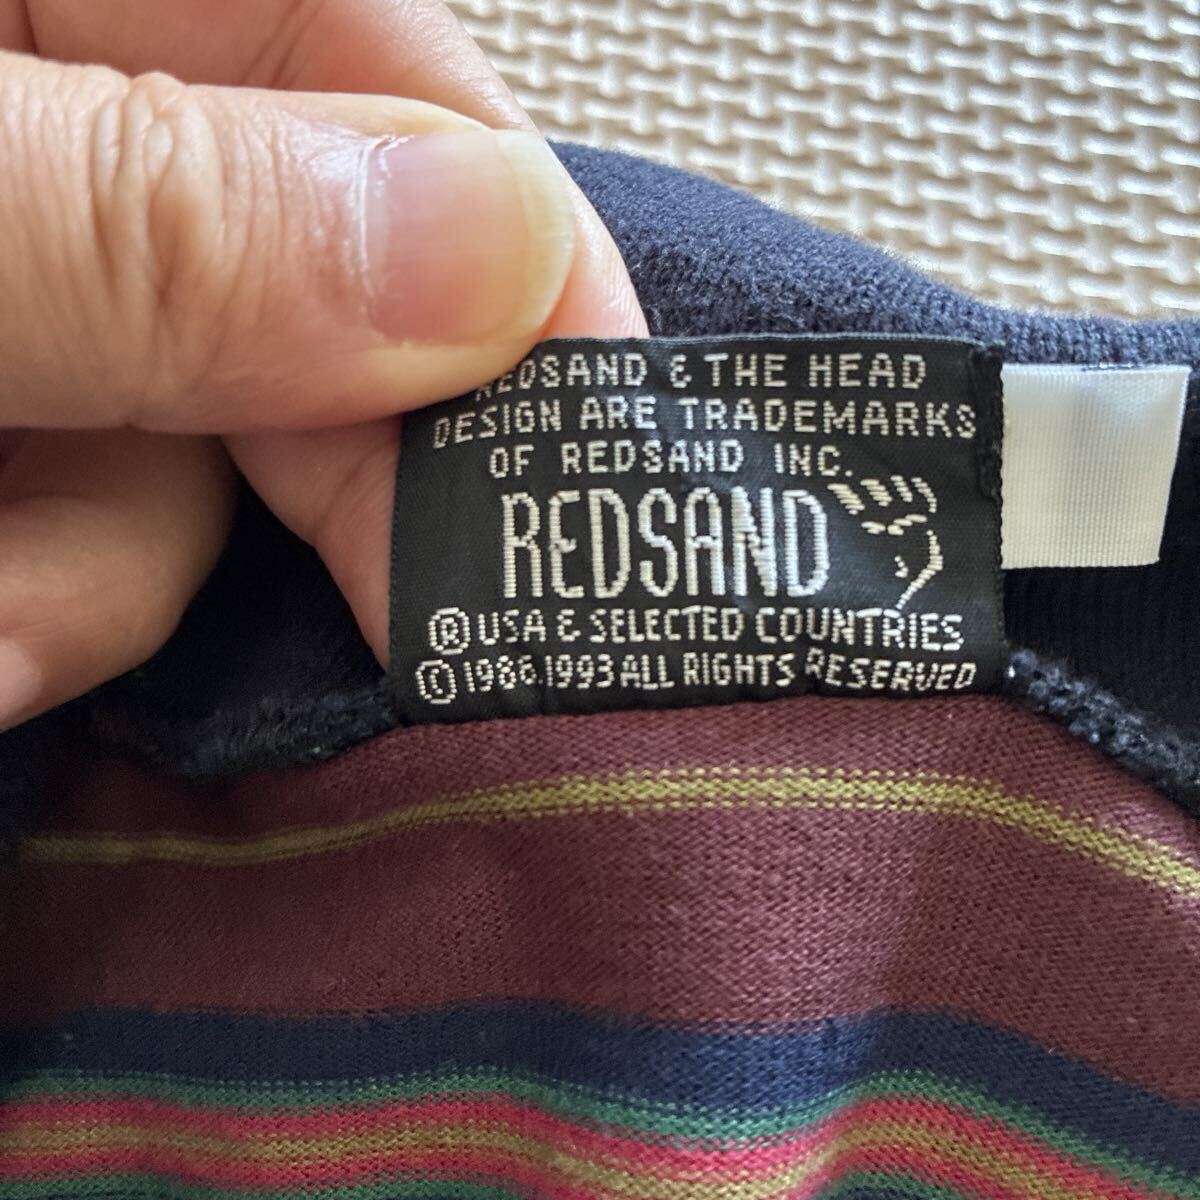 REDSAND & THE HEAD
DESIGN ARE TRADEMARKS
OF REDSAND INC.
REDSAND
® USA & SELECTED COUNTRIES
© 1986, 1993 ALL RIGHTS RESERVED